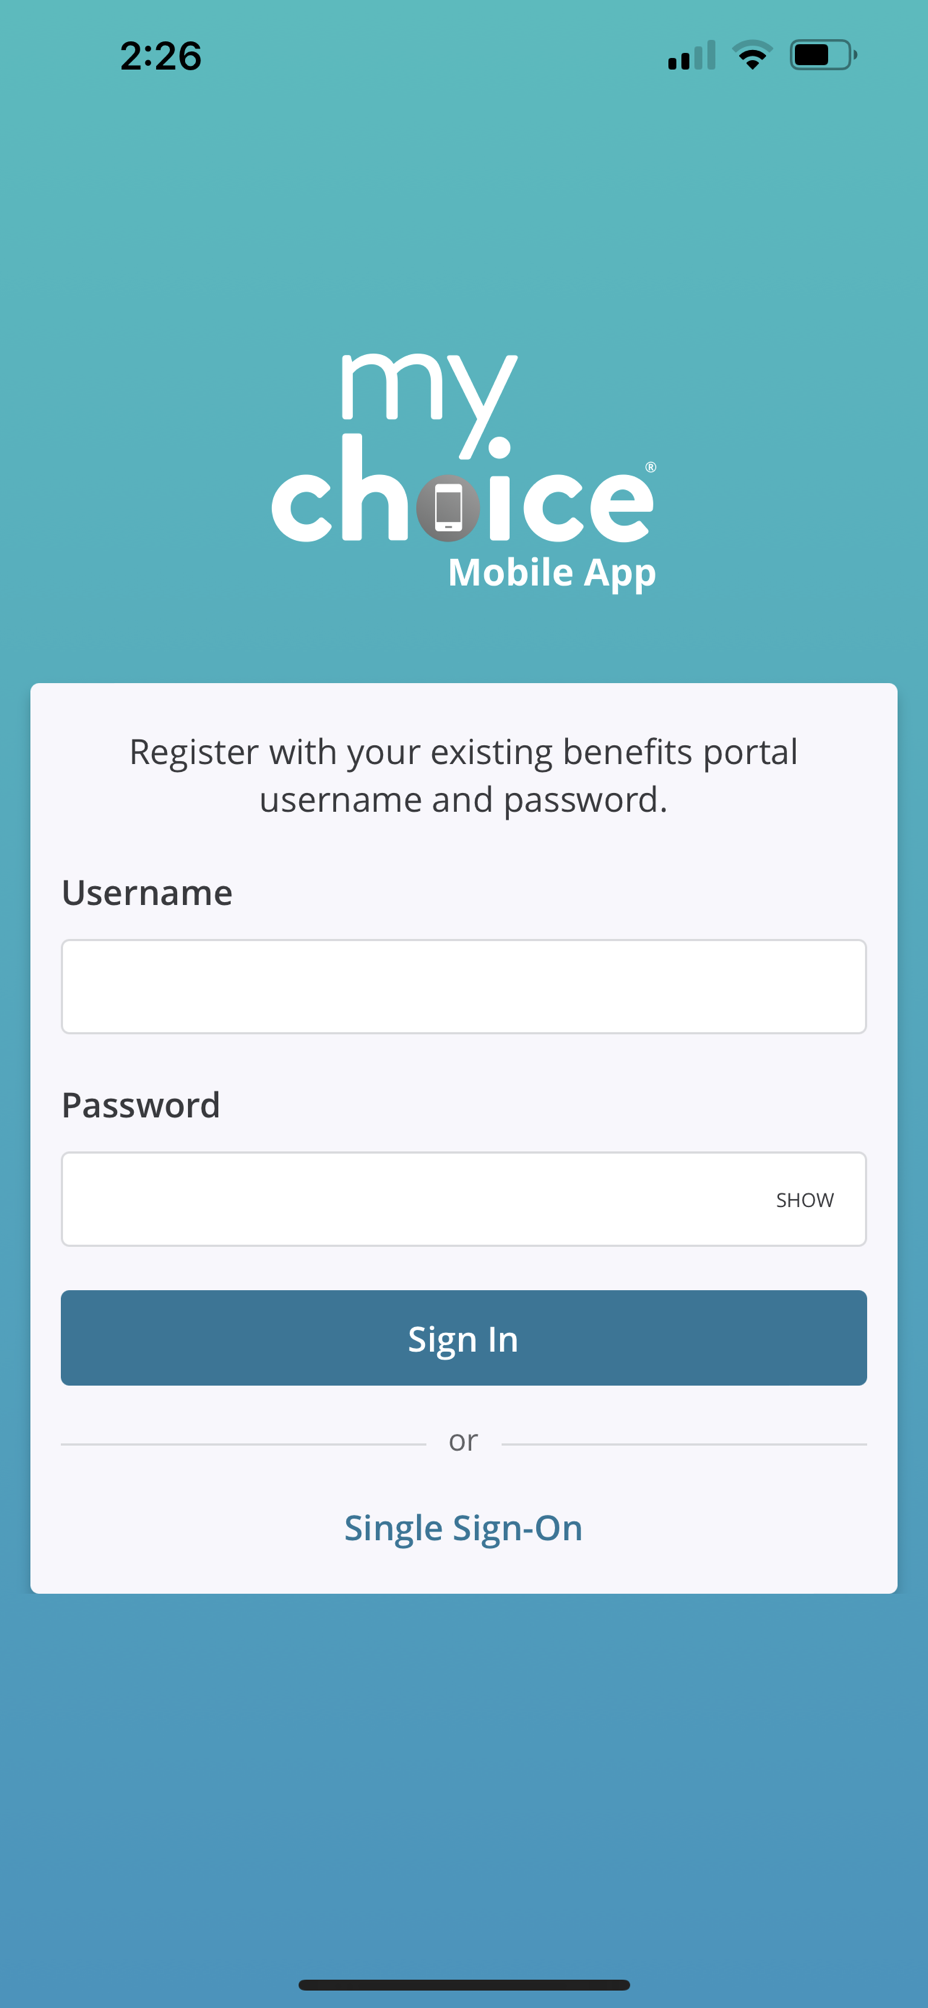 2:26
my
choice®
Mobile App
Register with your existing benefits portal
username and password.
Username
Password
SHOW
Sign In
or
Single Sign-On